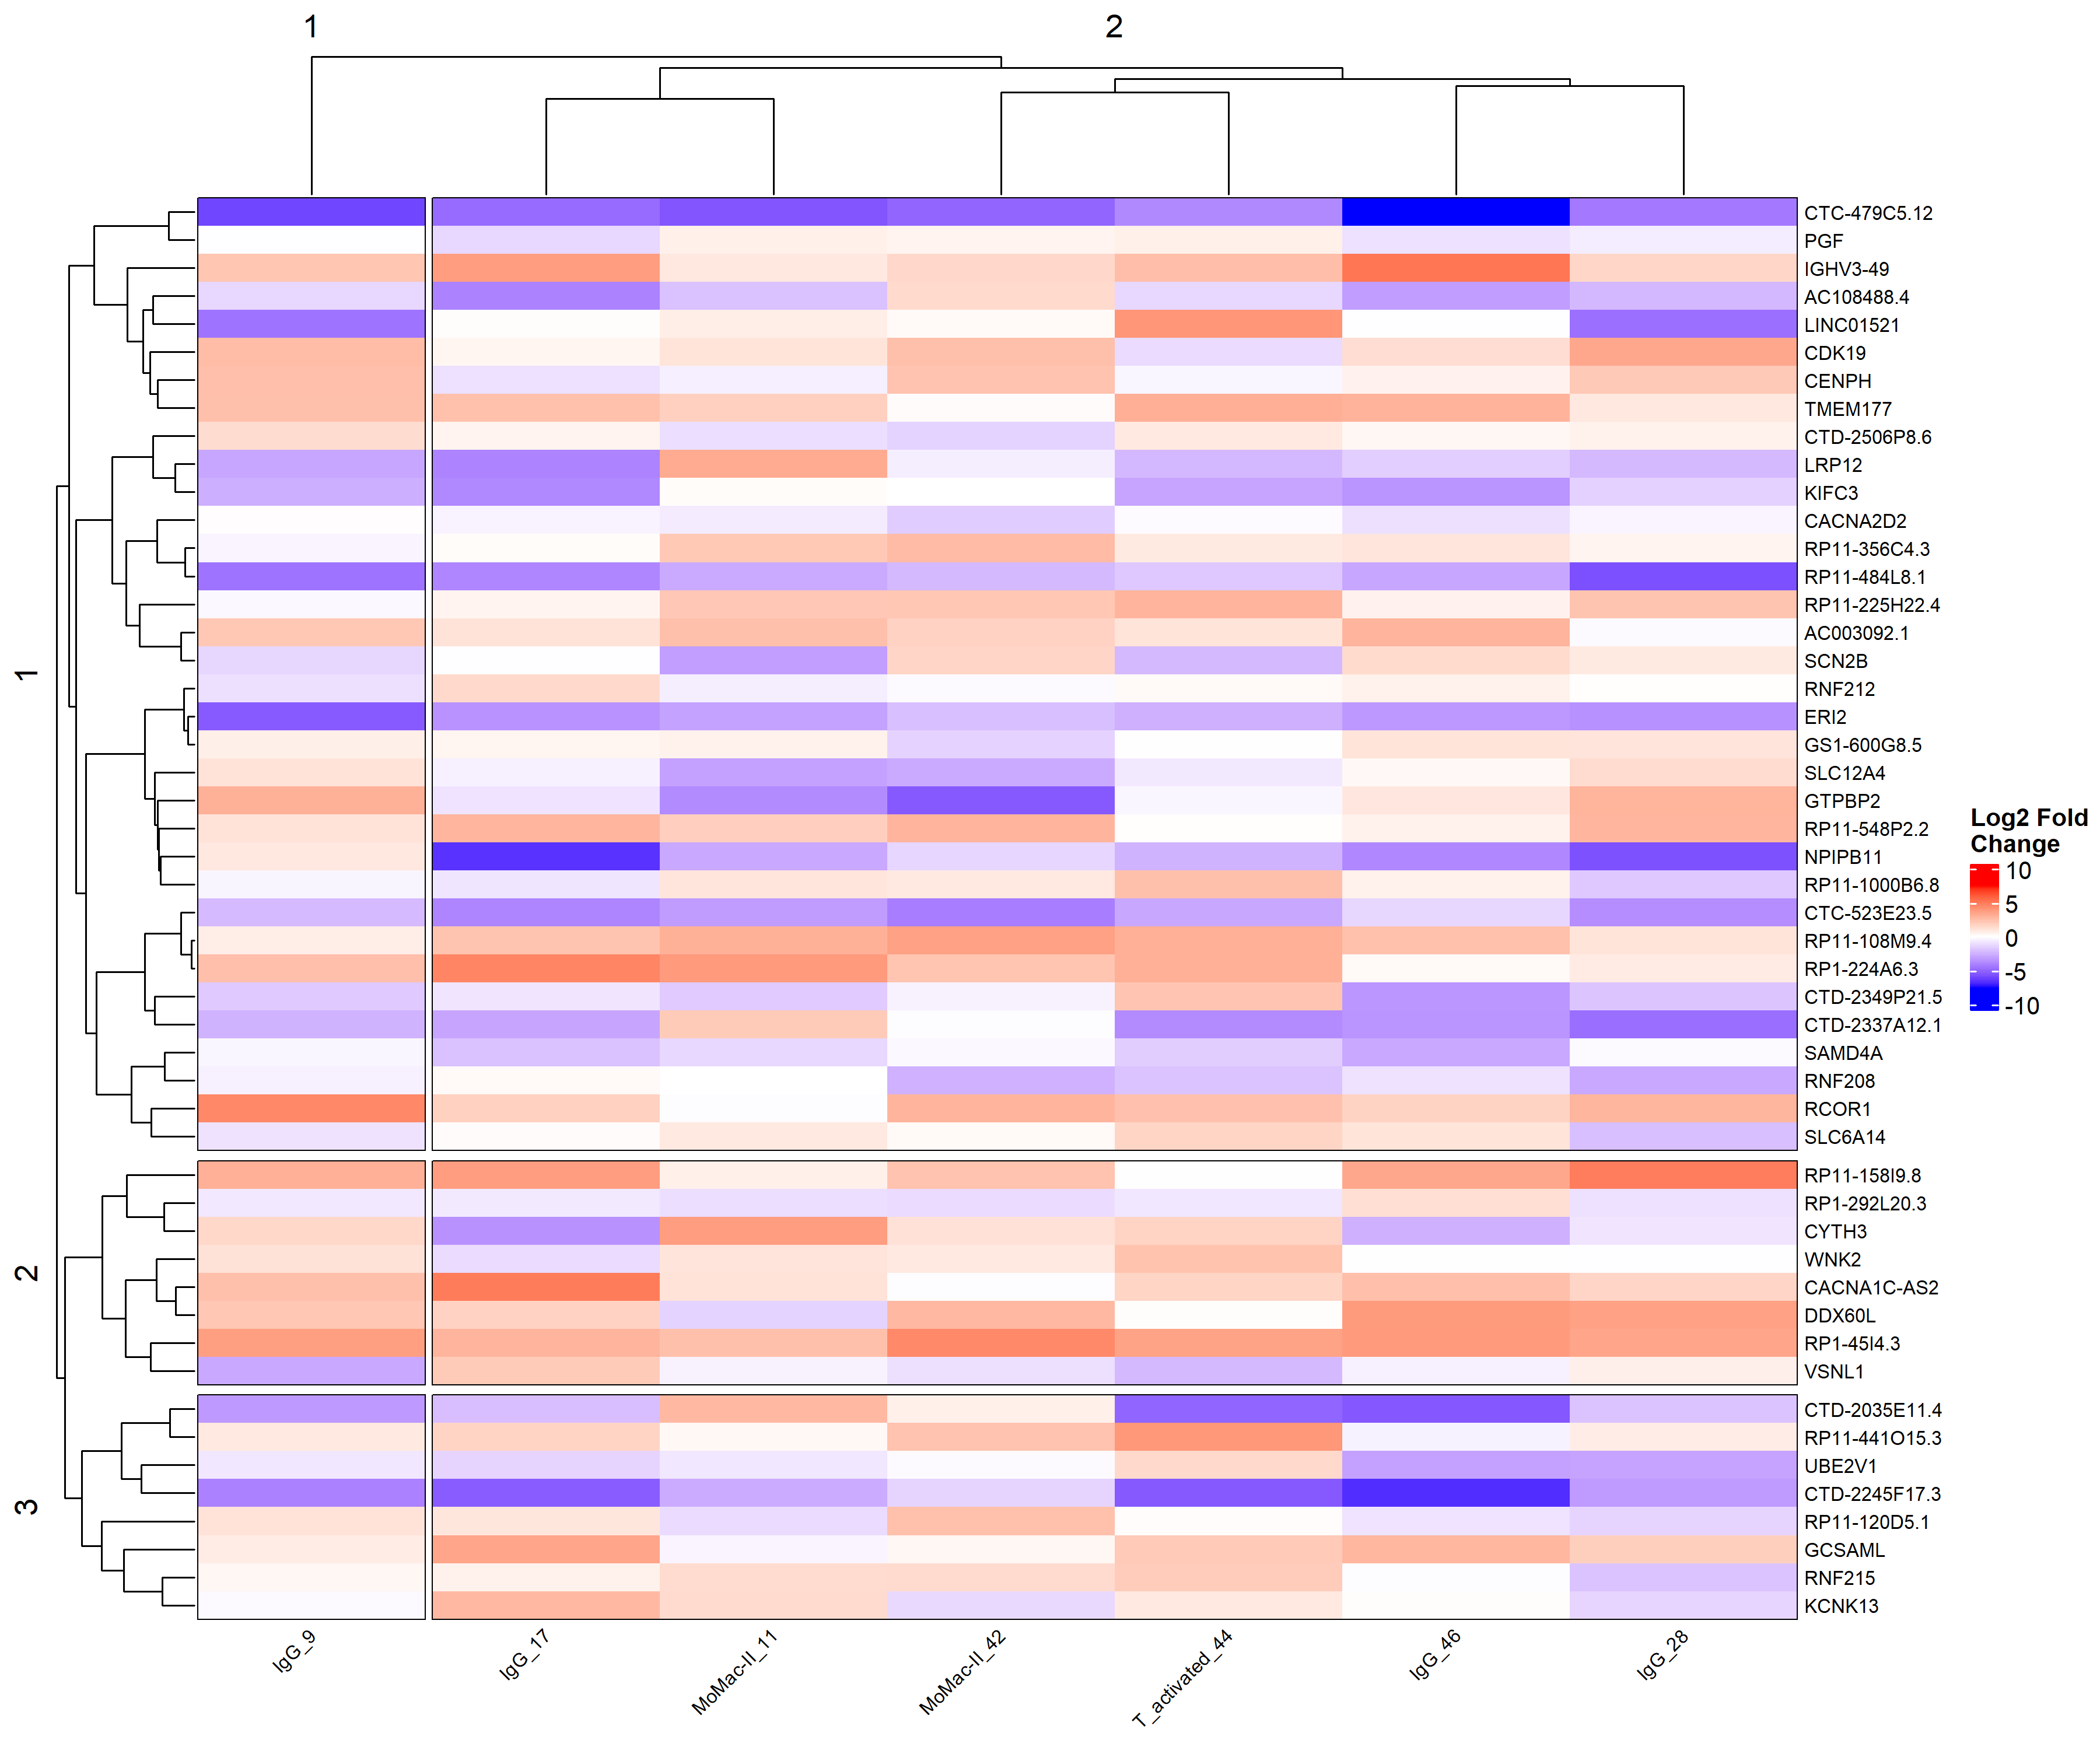 1
2
CTC-479C5.12
PGF
IGHV3-49
AC108488.4
LINC01521
CDK19
CENPH
TMEM177
CTD-2506P8.6
LRP12
KIFC3
CACNA2D2
RP11-356C4.3
RP11-484L8.1
RP11-225H22.4
AC003092.1
SCN2B
RNF212
ERI2
GS1-600G8.5
SLC12A4
GTPBP2
RP11-548P2.2
NPIPB11
RP11-1000B6.8
CTC-523E23.5
RP11-108M9.4
RP1-224A6.3
CTD-2349P21.5
CTD-2337A12.1
SAMD4A
RNF208
RCOR1
SLC6A14
1
RP11-158I9.8
RP1-292L20.3
CYTH3
WNK2
CACNA1C-AS2
DDX60L
RP1-45I4.3
VSNL1
2
CTD-2035E11.4
RP11-441O15.3
UBE2V1
CTD-2245F17.3
RP11-120D5.1
GCSAML
RNF215
KCNK13
3
IgG_9
IgG_17
MoMac-II_11
MoMac-II_42
T_activated_44
IgG_46
IgG_28
Log2 Fold
Change
10
5
0
-5
-10